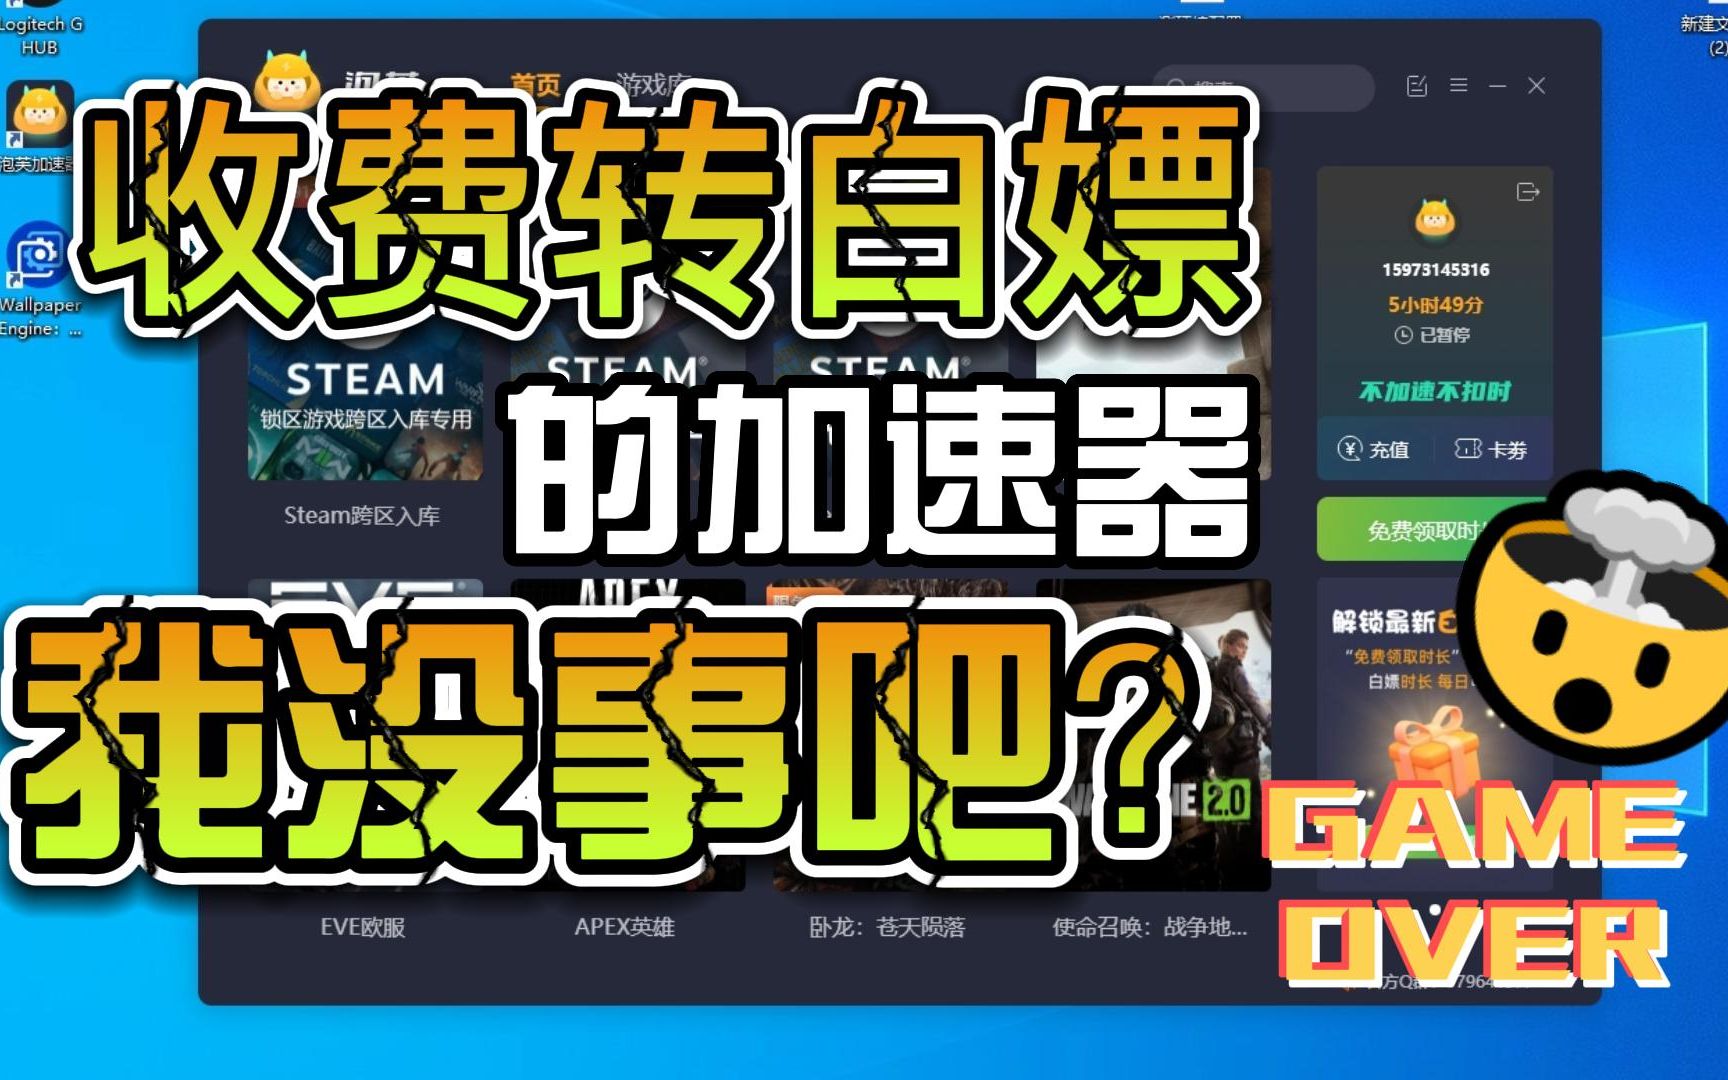 Logitech G
HUB
新建文
(2)
首页
游戏库
收费转白嫖
泡芙加速器
15973145316
5小时49分
已暂停
Wallpaper
Engine: ...
STEAM
STEAM
STEAM
锁区游戏跨区入库专用
不加速不扣时
的加速器
充值
卡券
Steam跨区入库
免费领取时
EVE
APEX
解锁最新
“免费领取时长”
白嫖时长 每日
我没事吧?
2.0
GAME
OVER
EVE欧服
APEX英雄
卧龙：苍天陨落
使命召唤：战争地...